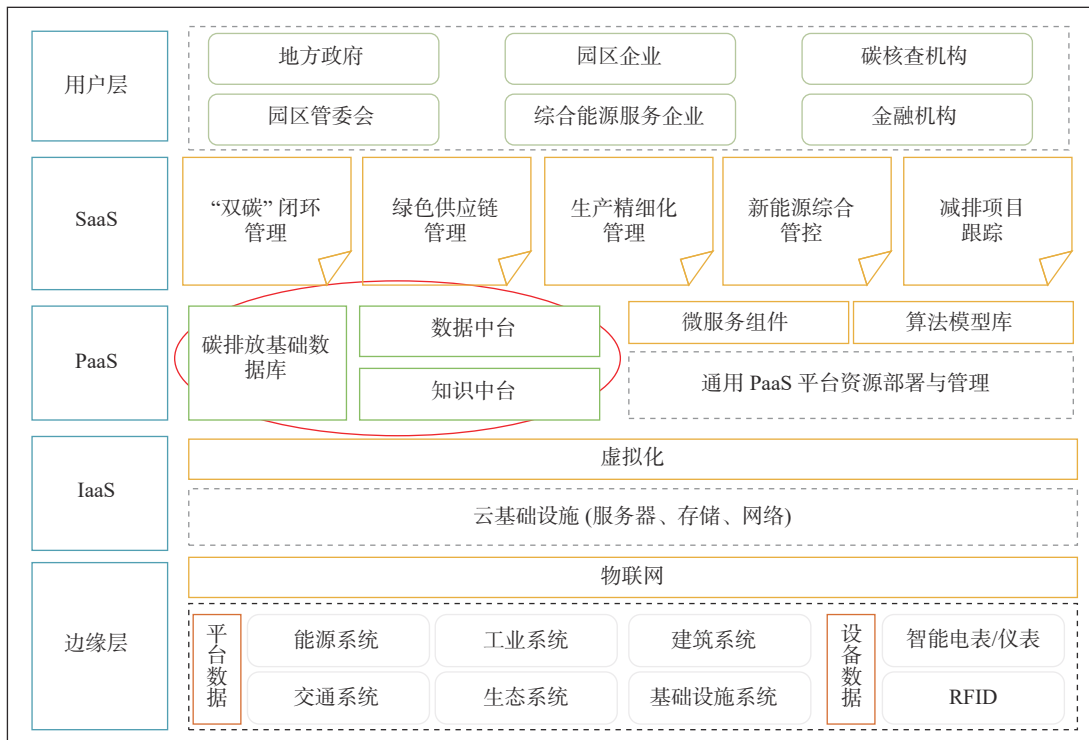 用户层
地方政府
园区企业
碳核查机构
园区管委会
综合能源服务企业
金融机构
SaaS
“双碳” 闭环
管理
绿色供应链
管理
生产精细化
管理
新能源综合
管控
减排项目
跟踪
PaaS
碳排放基础数
据库
数据中台
知识中台
微服务组件
算法模型库
通用 PaaS 平台资源部署与管理
IaaS
虚拟化
云基础设施 (服务器、存储、网络)
边缘层
物联网
平台数据
能源系统
工业系统
建筑系统
交通系统
生态系统
基础设施系统
设备数据
智能电表/仪表
RFID